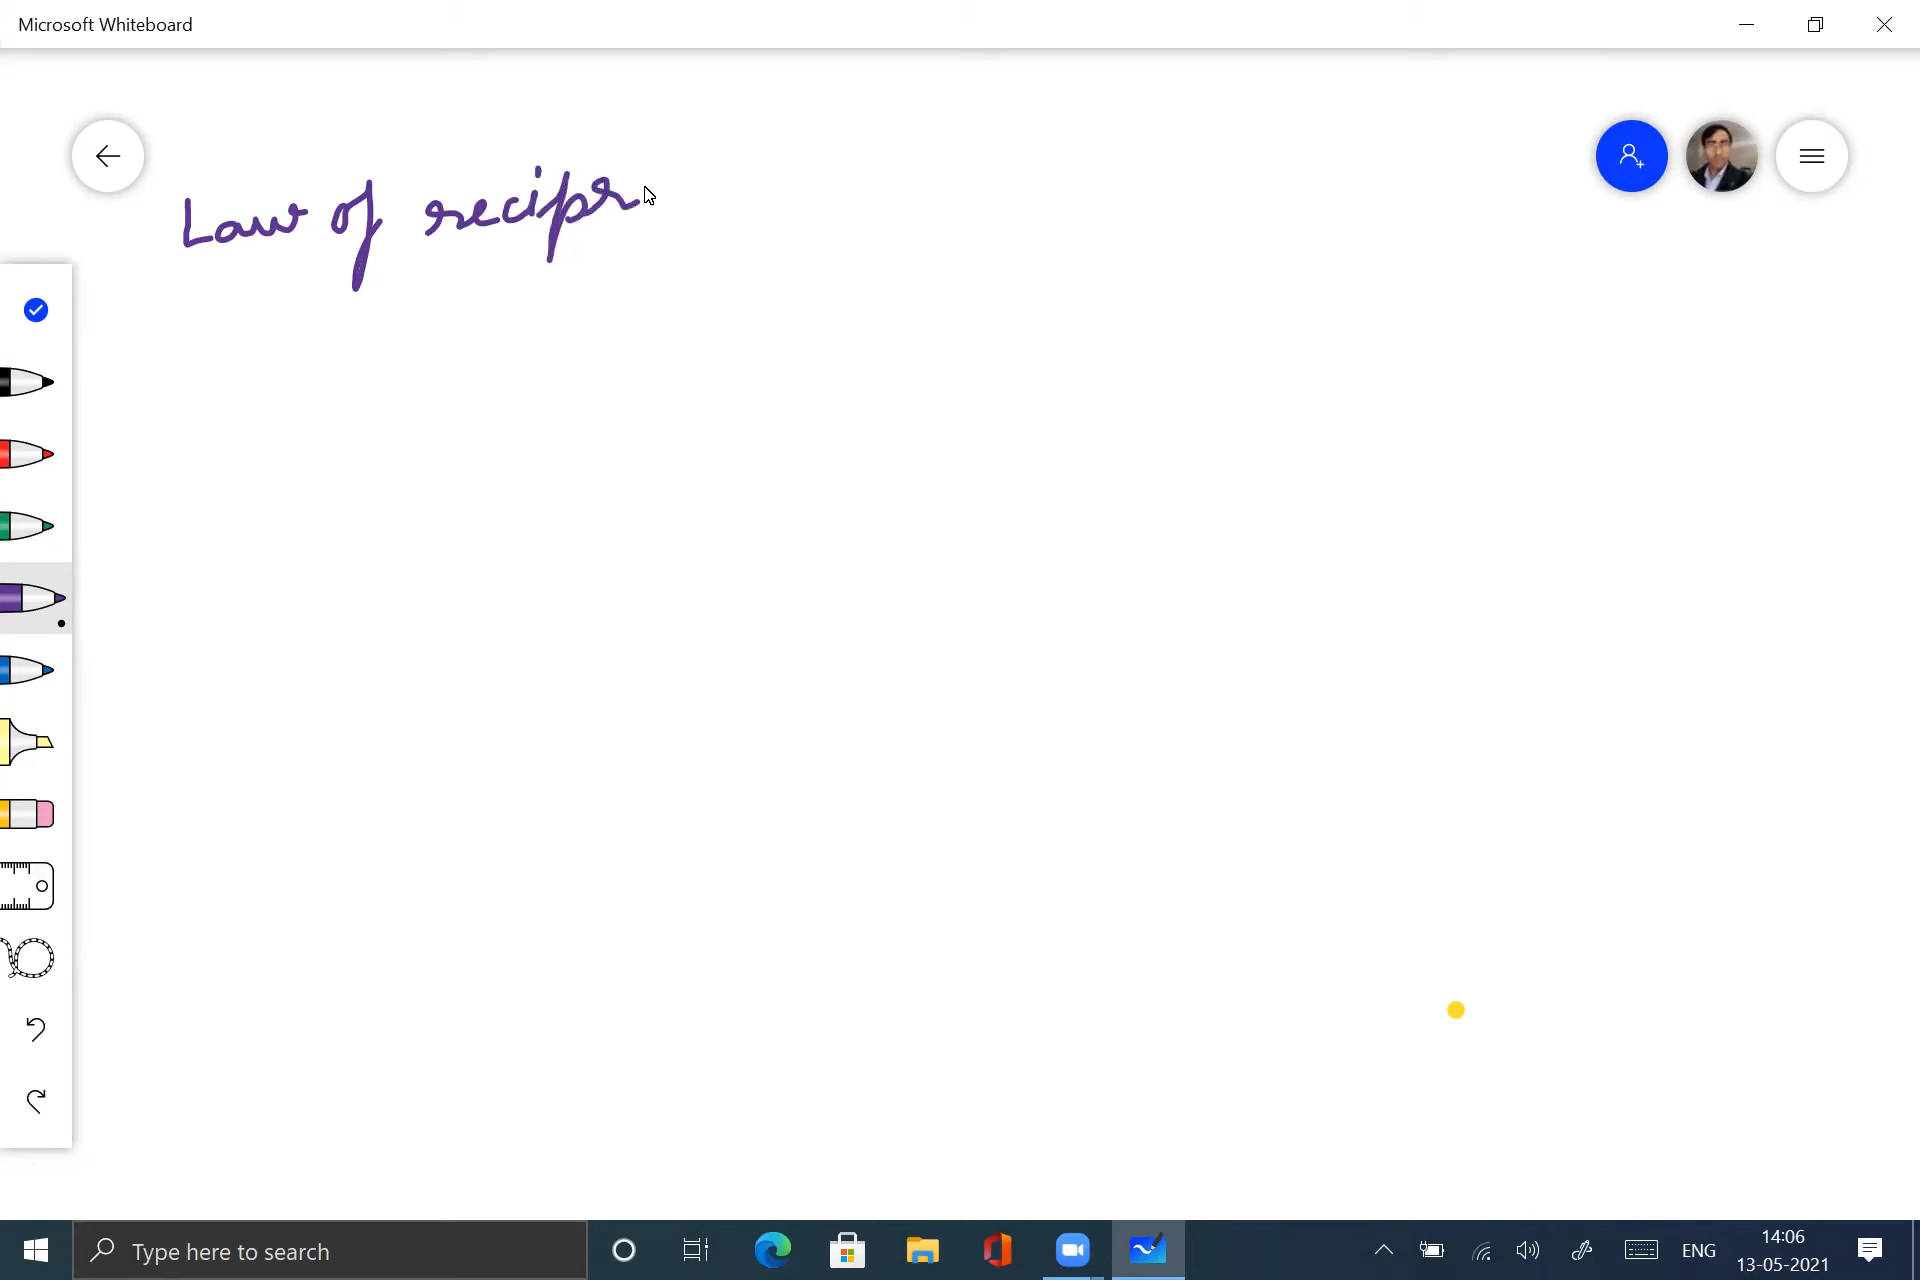 Microsoft Whiteboard
Law of recipr
Type here to search
ENG
14:06
13-05-2021